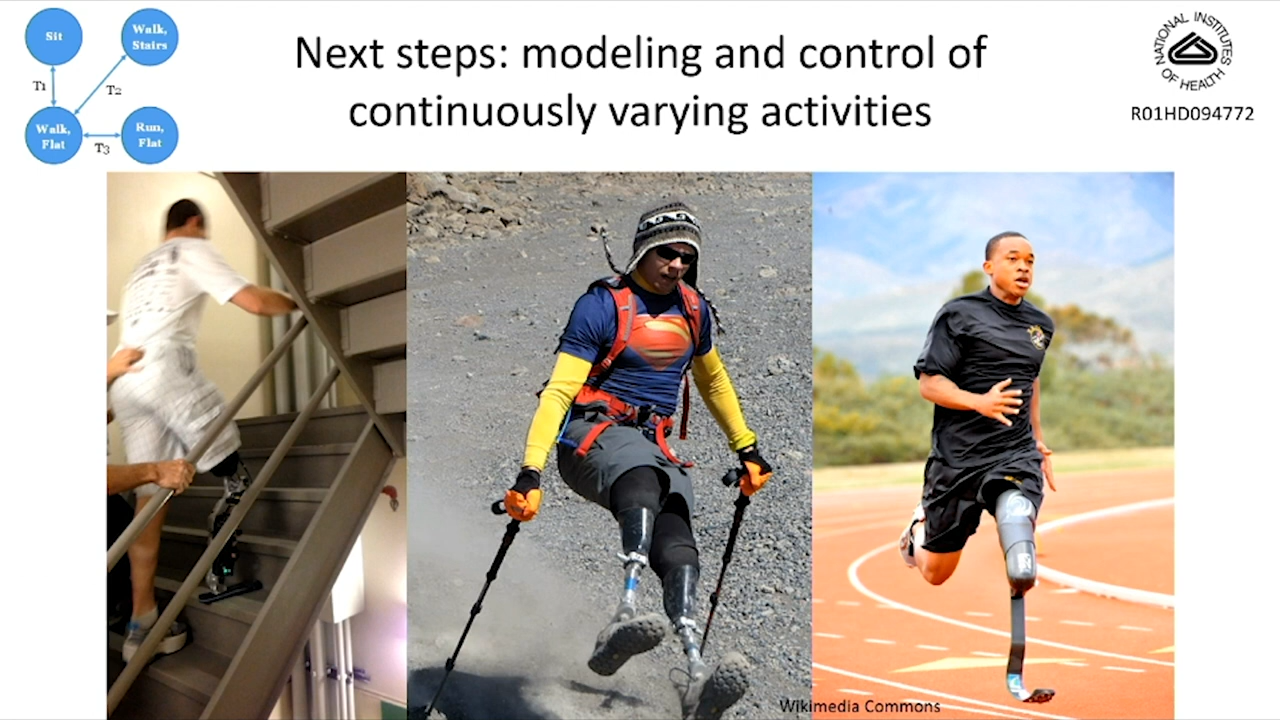 Sit
Walk,
Stairs
T1
T2
Walk,
Flat
T3
Run,
Flat
Next steps: modeling and control of
continuously varying activities
NATIONAL INSTITUTES
OF HEALTH
R01HD094772
Wikimedia Commons